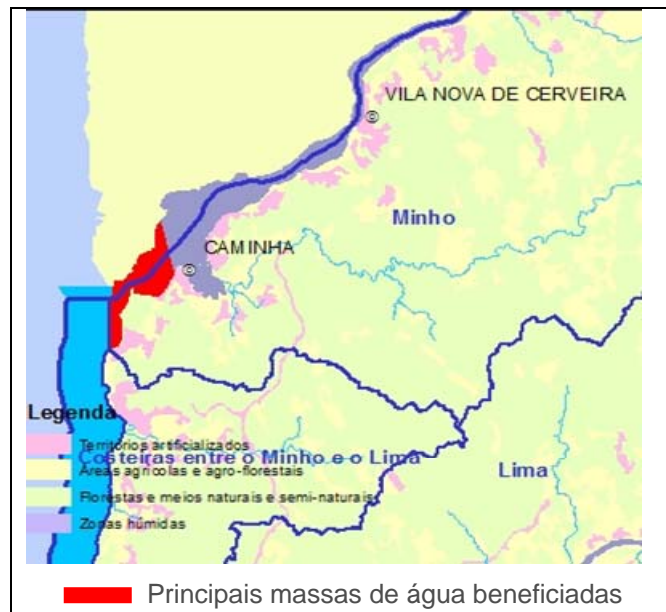 VILA NOVA DE CERVEIRA
Minho
CAMINHA
Legenda
Territórios artificializados
Costeiras entre o Minho e o Lima
Áreas agrícolas e agro-florestais
Lima
Florestas e meios naturais e semi-naturais
Zonas húmidas
Principais massas de água beneficiadas